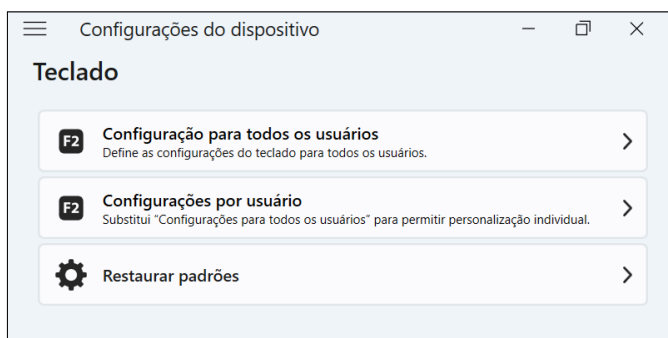 Configurações do dispositivo
Teclado
F2
Configuração para todos os usuários
Define as configurações do teclado para todos os usuários.
F2
Configurações por usuário
Substitui “Configurações para todos os usuários” para permitir personalização individual.
Restaurar padrões